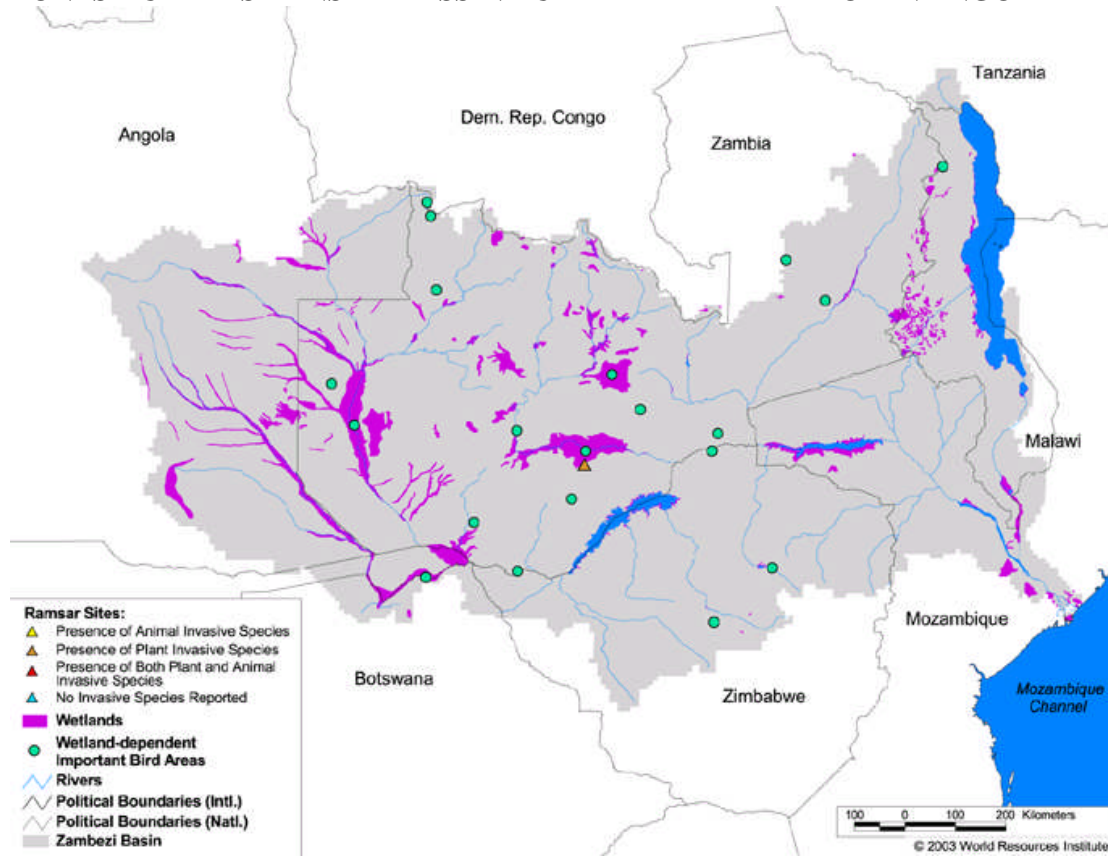 Tanzania
Dem. Rep. Congo
Angola
Zambia
Malawi
Mozambique
Botswana
Zimbabwe
Mozambique
Channel
Ramsar Sites:
Presence of Animal Invasive Species
Presence of Plant Invasive Species
Presence of Both Plant and Animal
Invasive Species
No Invasive Species Reported
Wetlands
Wetland-dependent
Important Bird Areas
Rivers
Political Boundaries (Intl.)
Political Boundaries (Natl.)
Zambezi Basin
100 0 100 200 Kilometers
© 2003 World Resources Institute